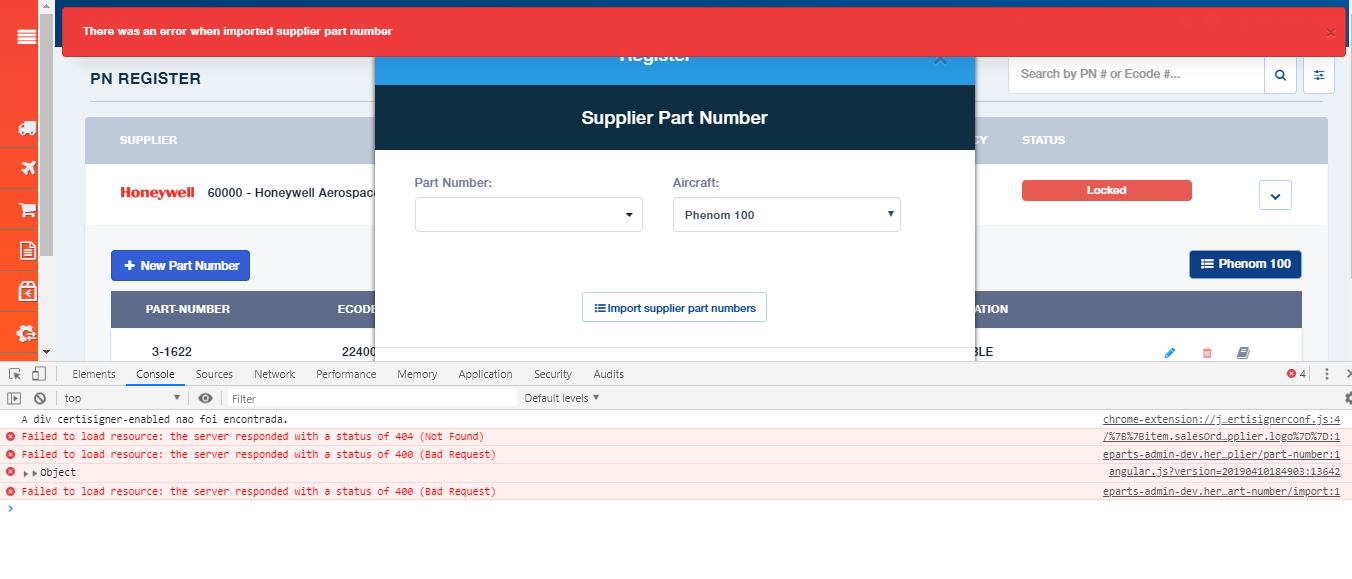 There was an error when imported supplier part number
×
Register
PN REGISTER
Search by PN # or Ecode #...
Supplier Part Number
SUPPLIER
CY
STATUS
Part Number:
Aircraft:
Honeywell
60000 - Honeywell Aerospac
Locked
Phenom 100
New Part Number
Phenom 100
Import supplier part numbers
PART-NUMBER
ECODE
ATION
3-1622
22400
BLE
Elements
Console
Sources
Network
Performance
Memory
Application
Security
Audits
4
top
Filter
Default levels
A div certisigner-enabled nao foi encontrada.
chrome-extension://j…ertisignerconf.js:4
Failed to load resource: the server responded with a status of 404 (Not Found)
/%7B%7Bitem.salesOrd…pplier.logo%7D%7D:1
Failed to load resource: the server responded with a status of 400 (Bad Request)
eparts-admin-dev.her…plier/part-number:1
Object
angular.js?version=20190410184903:13642
Failed to load resource: the server responded with a status of 400 (Bad Request)
eparts-admin-dev.her…art-number/import:1